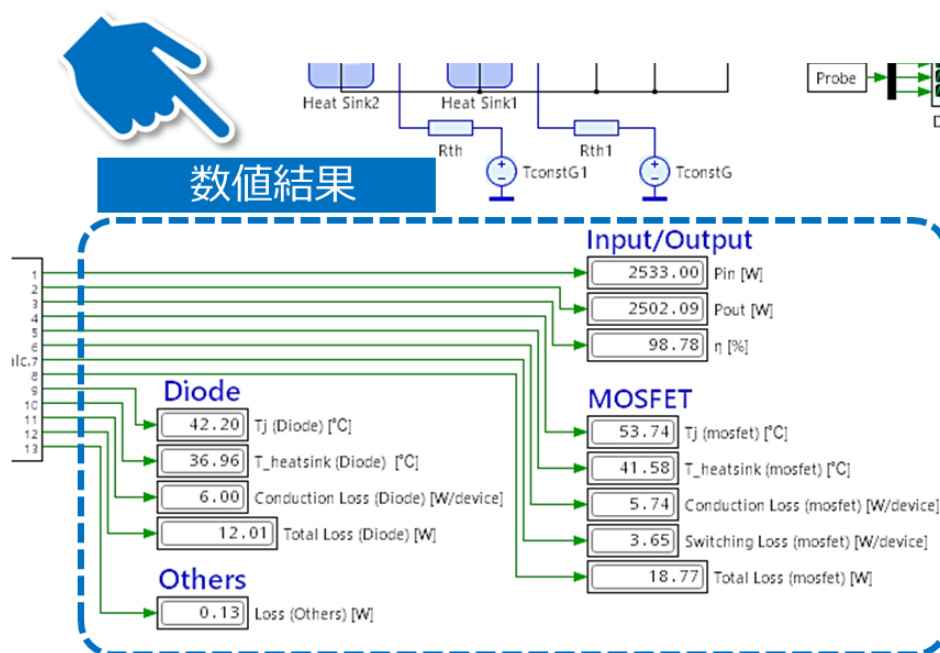 Heat Sink2
Heat Sink1
Probe
D
Rth
Rth1
TconstG1
TconstG
数値結果
Input/Output
1
2
3
4
5
6
alc.7
8
9
10
11
12
13
2533.00 Pin [W]
2502.09 Pout [W]
98.78 η [%]
Diode
42.20 Tj (Diode) [°C]
36.96 T_heatsink (Diode) [°C]
6.00 Conduction Loss (Diode) [W/device]
12.01 Total Loss (Diode) [W]
MOSFET
53.74 Tj (mosfet) [°C]
41.58 T_heatsink (mosfet) [°C]
5.74 Conduction Loss (mosfet) [W/device]
3.65 Switching Loss (mosfet) [W/device]
18.77 Total Loss (mosfet) [W]
Others
0.13 Loss (Others) [W]